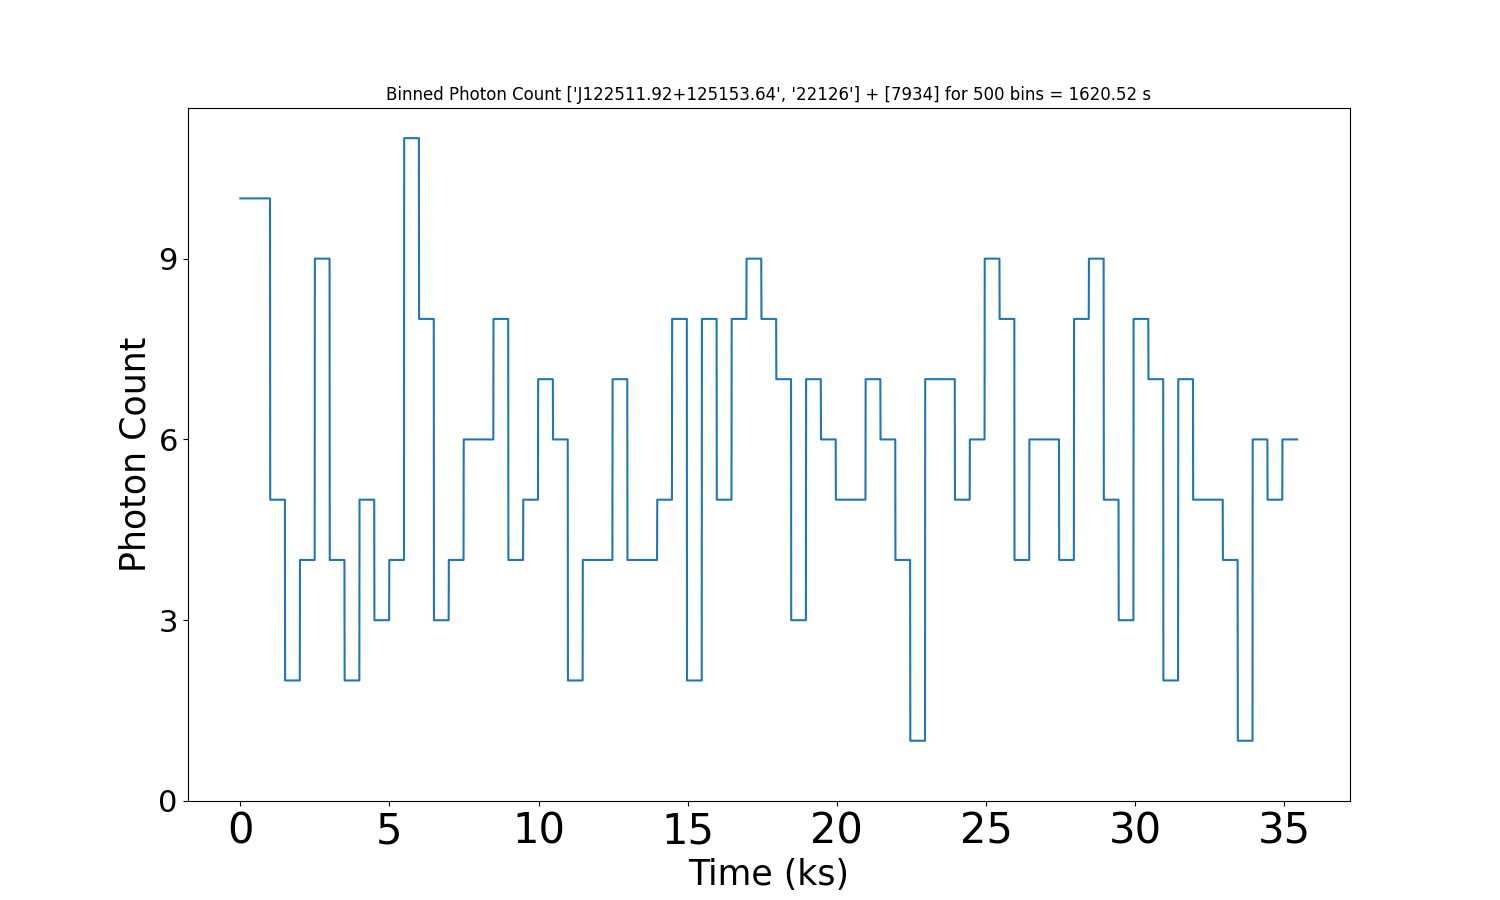 Binned Photon Count ['J122511.92+125153.64', '22126'] + [7934] for 500 bins = 1620.52 s
Photon Count
9
6
3
0
0 5 10 15 20 25 30 35
Time (ks)